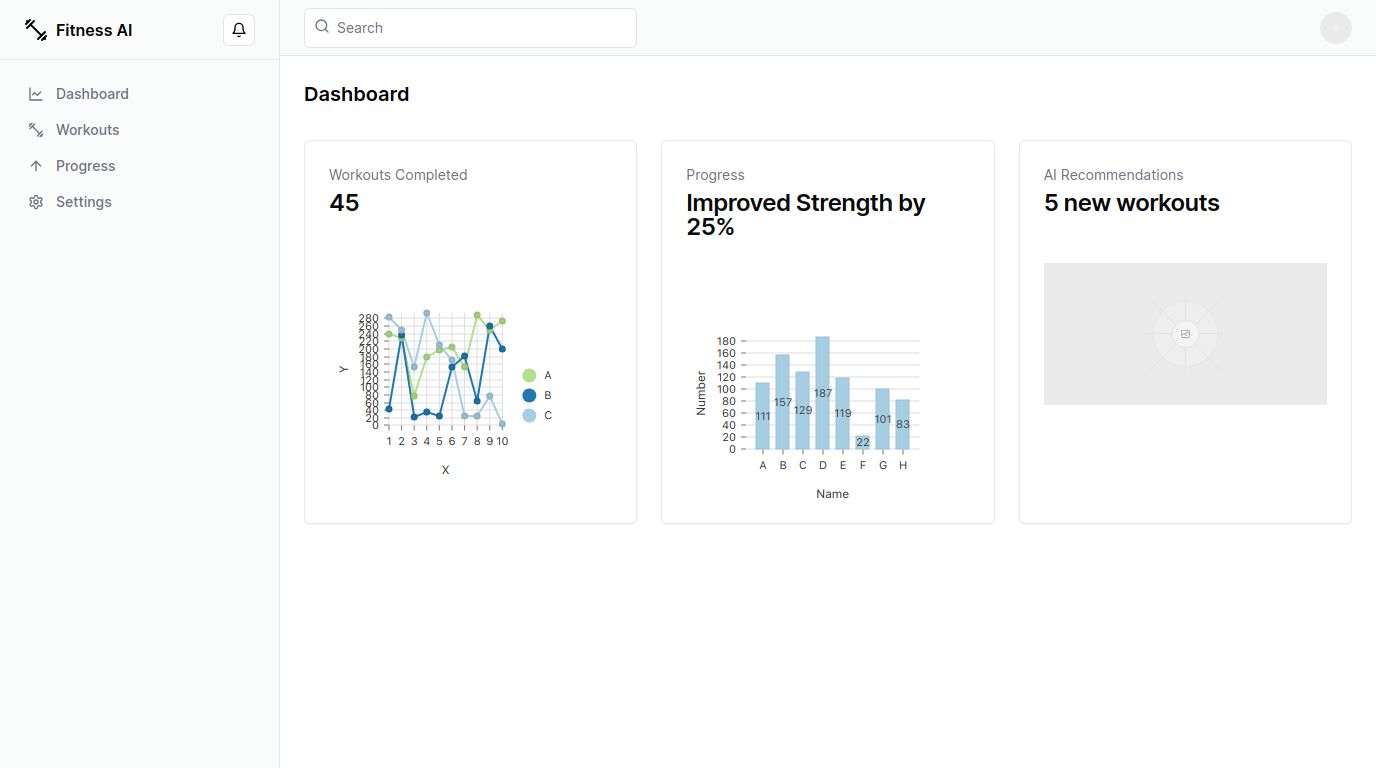 Fitness AI
Search
Dashboard
Workouts
Progress
Settings
Dashboard
Workouts Completed
45
280
260
240
220
200
180
160
140
120
100
80
60
40
20
0
Y
1 2 3 4 5 6 7 8 9 10
X
A
B
C
Progress
Improved Strength by
25%
180
160
140
120
100
80
60
40
20
0
Number
111 157 129 187 119 22 101 83
A B C D E F G H
Name
AI Recommendations
5 new workouts